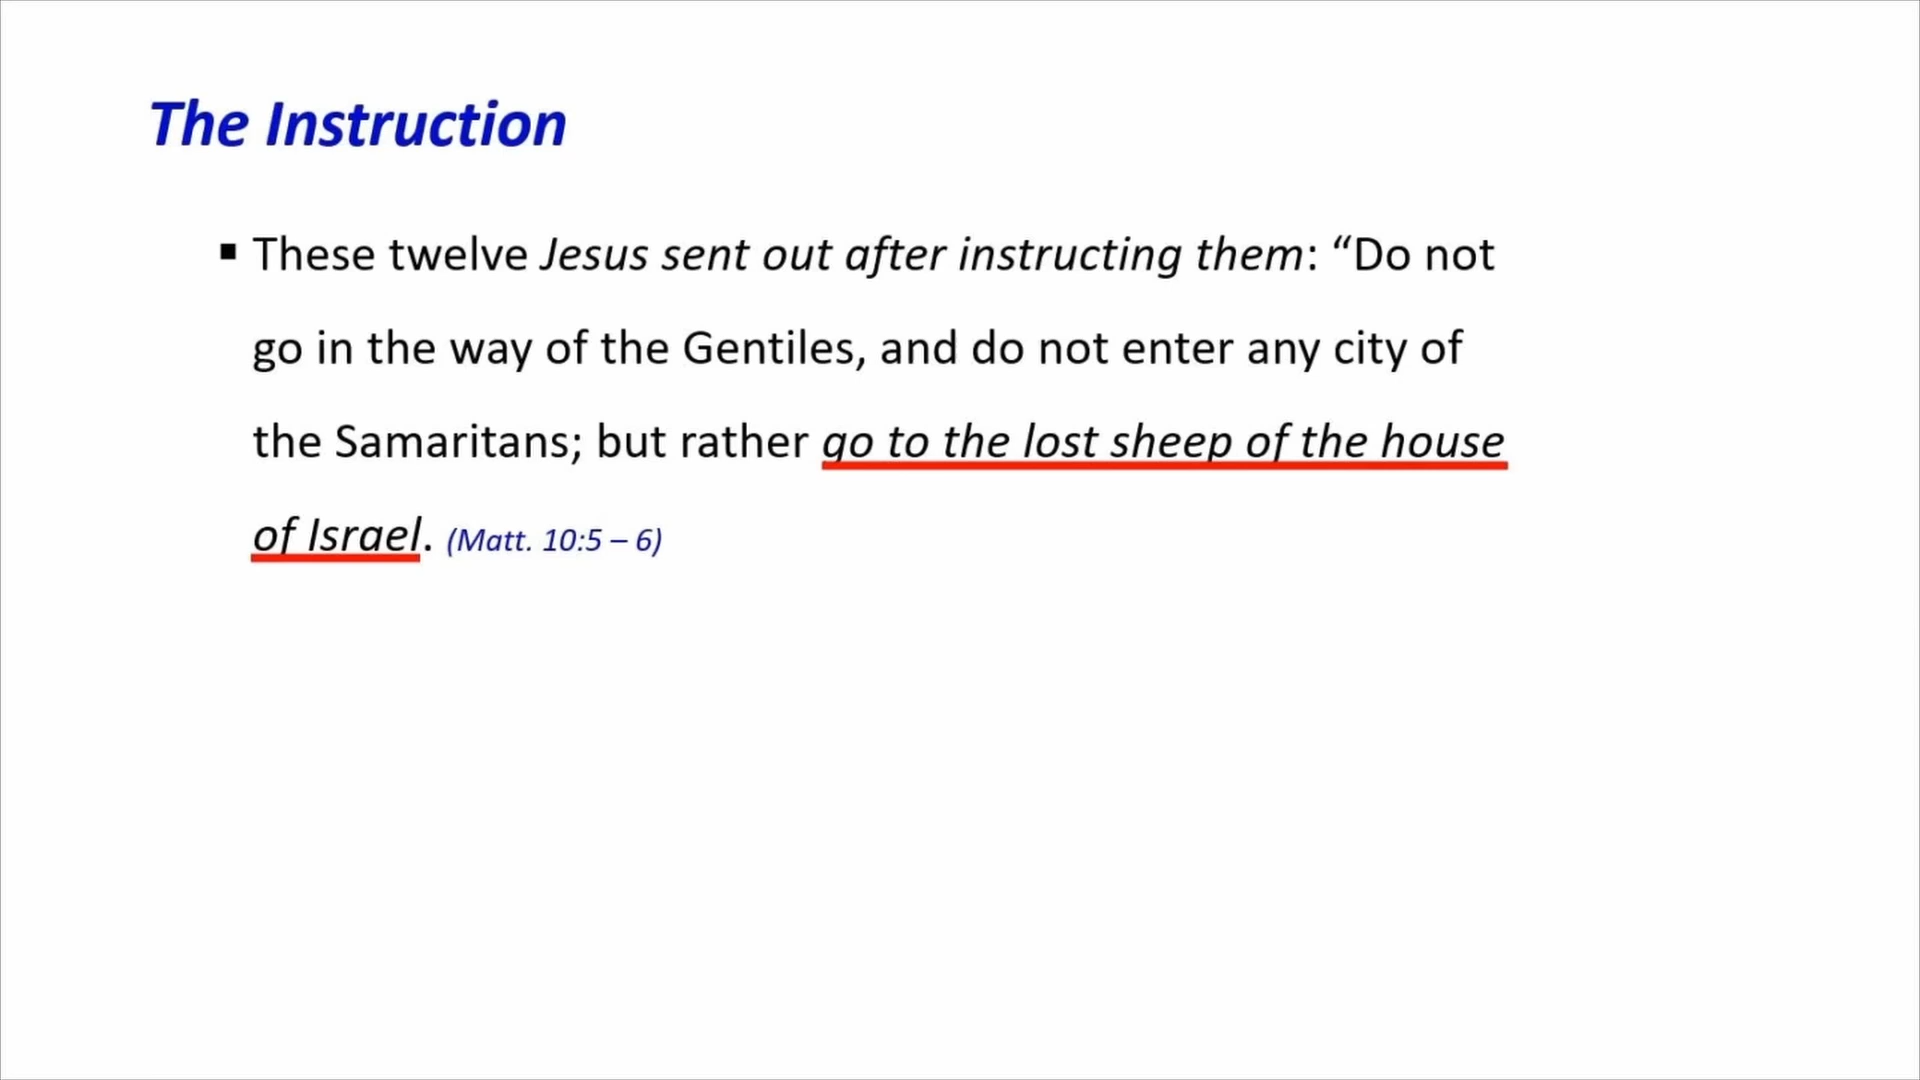 The Instruction
▪ These twelve Jesus sent out after instructing them: “Do not
go in the way of the Gentiles, and do not enter any city of
the Samaritans; but rather go to the lost sheep of the house
of Israel. (Matt. 10:5 – 6)